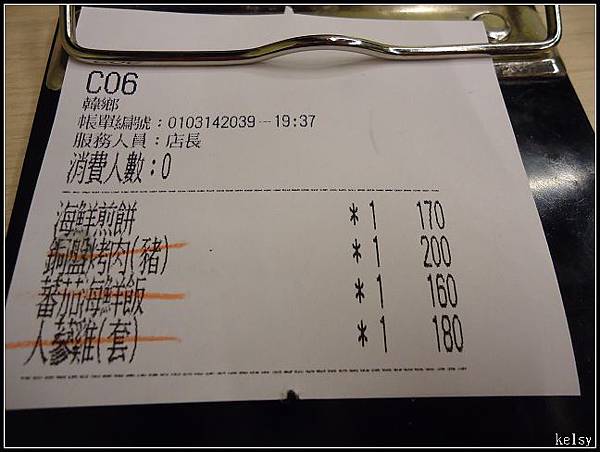 C06
韓鄉
帳單編號：0103142039－19:37
服務人員：店長
消費人數：0
海鮮煎餅 *1 170
銅盤烤肉(豬) *1 200
蕃茄海鮮飯 *1 160
人蔘雞(套) *1 180
kelsy